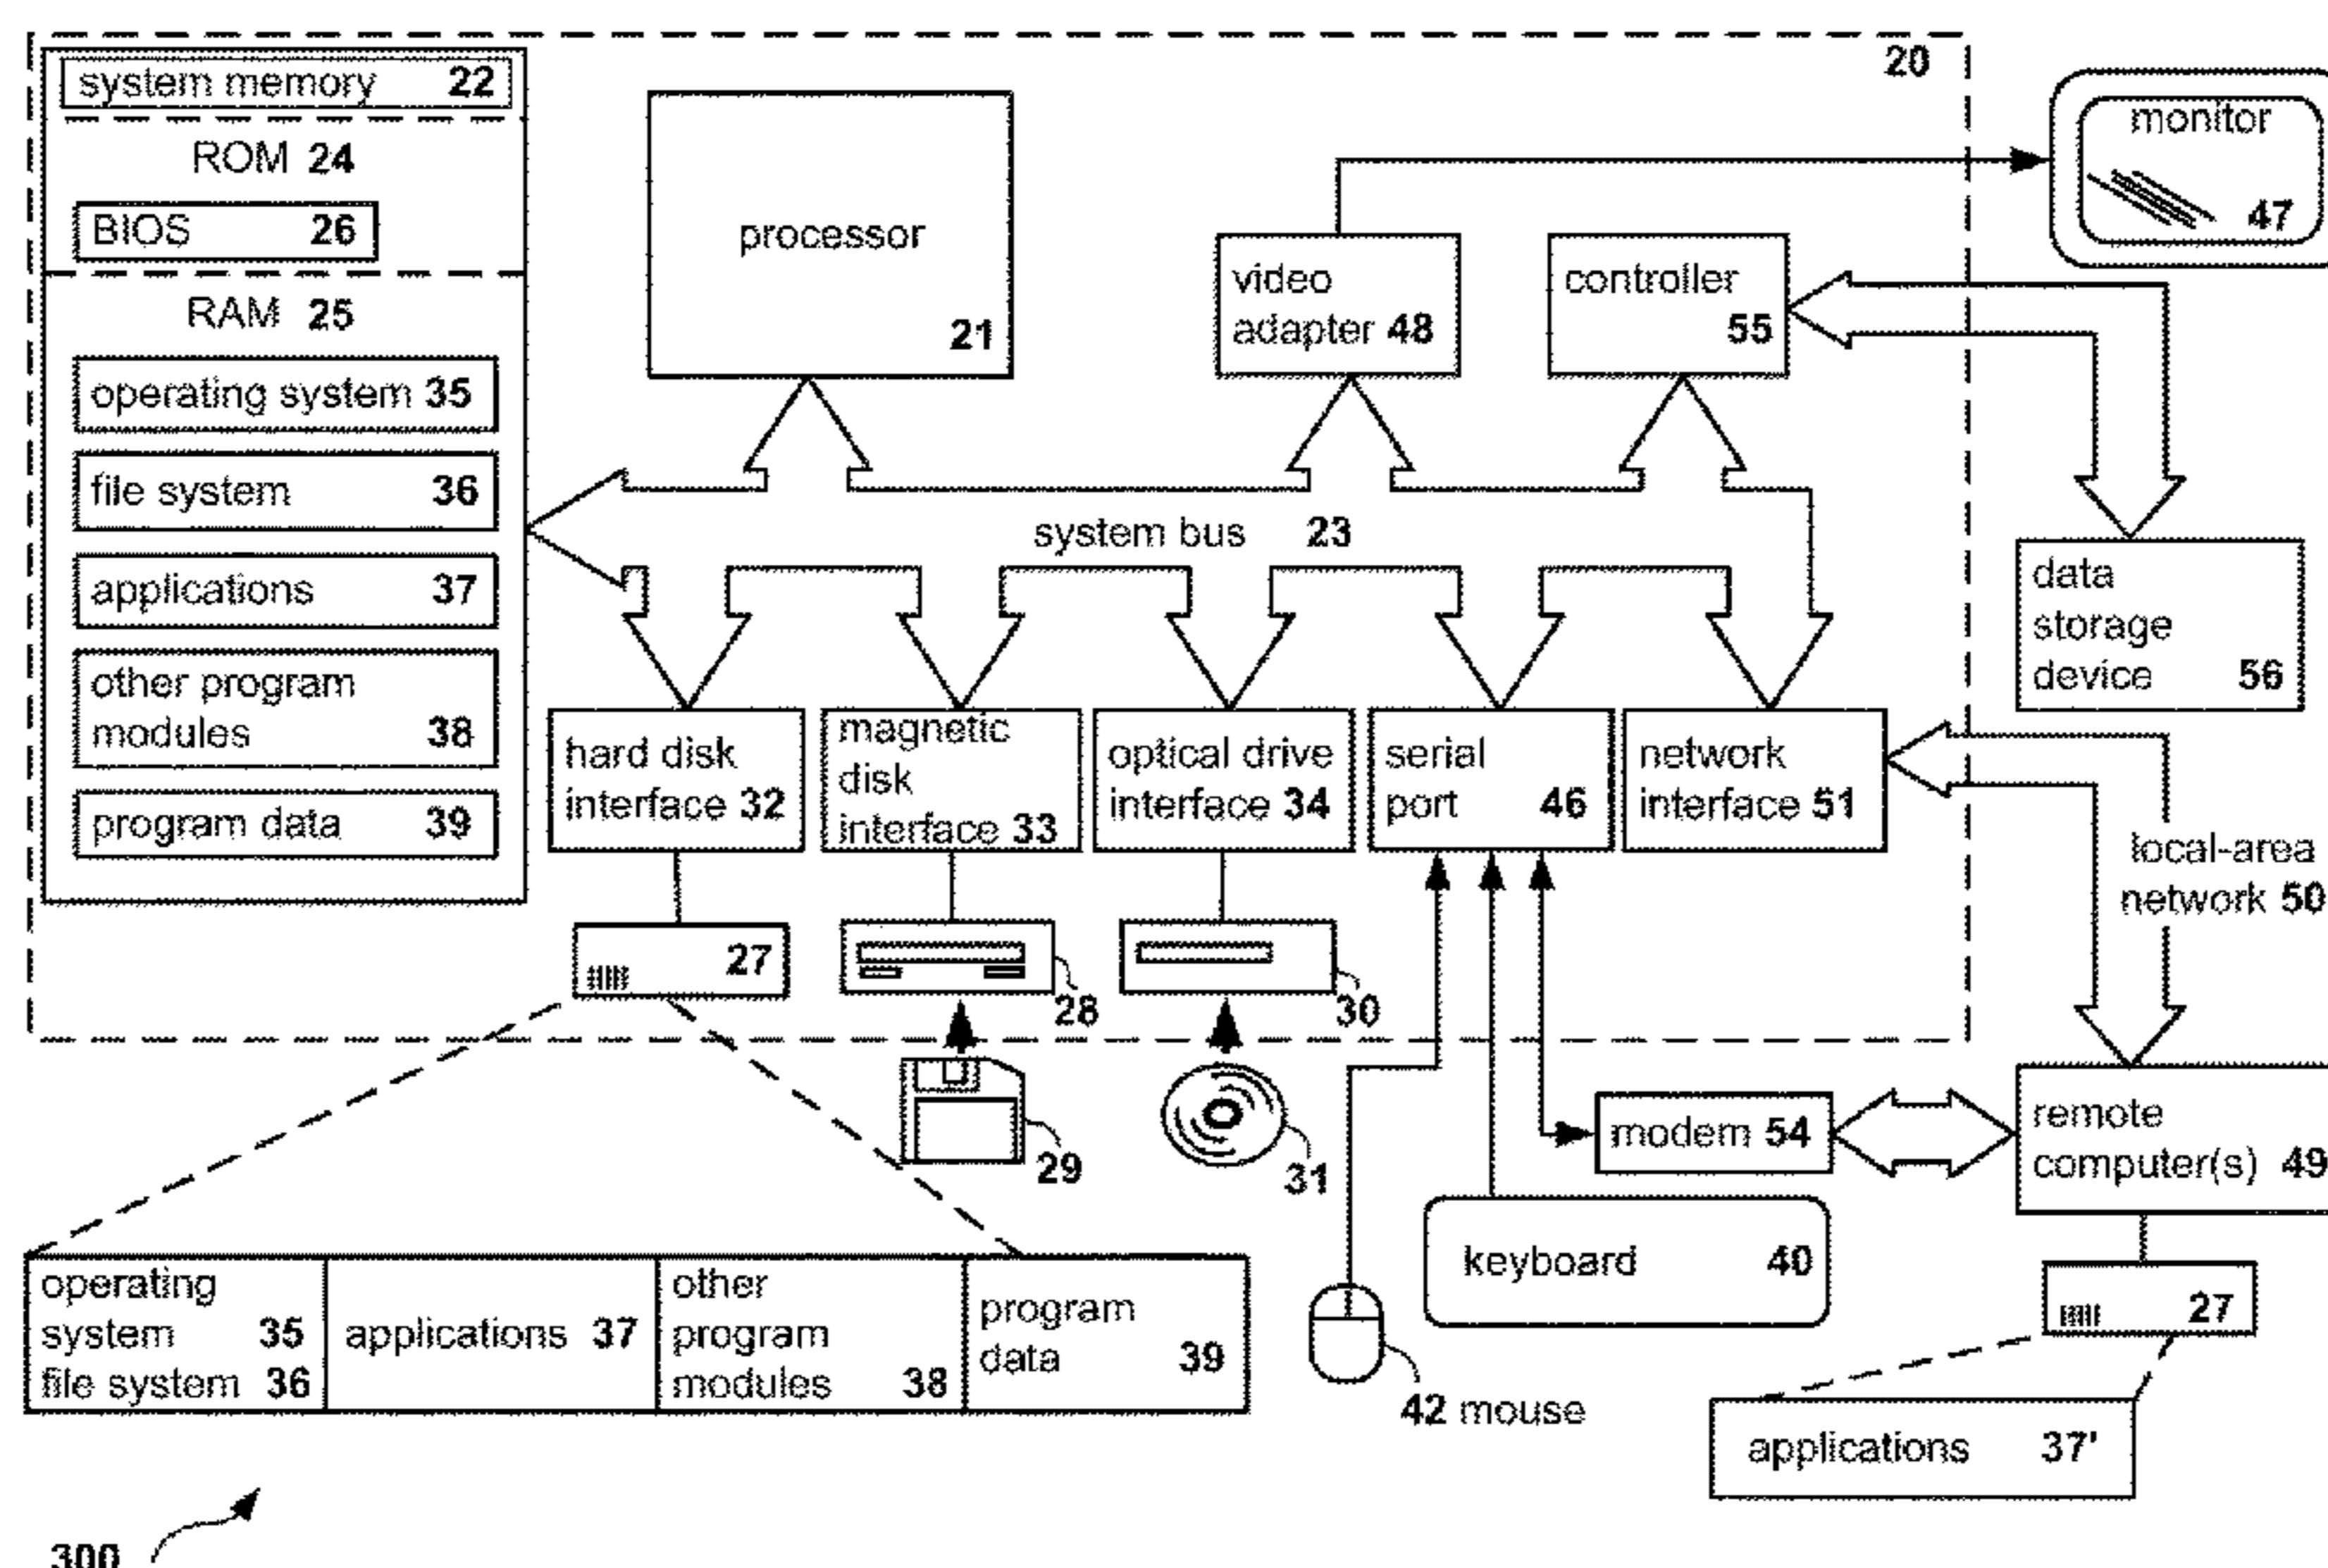 20
system memory 22
ROM 24
BIOS 26
RAM 25
operating system 35
file system 36
applications 37
other program
modules 38
program data 39
processor
21
video
adapter 48
controller
55
monitor
47
system bus 23
data
storage
device 56
hard disk
interface 32
magnetic
disk
interface 33
optical drive
interface 34
serial
port 46
network
interface 51
local-area
network 50
27
28
30
29
31
modem 54
remote
computer(s) 49
keyboard 40
27
42 mouse
operating
system 35
file system 36
applications 37
other
program
modules 38
program
data 39
applications 37'
300